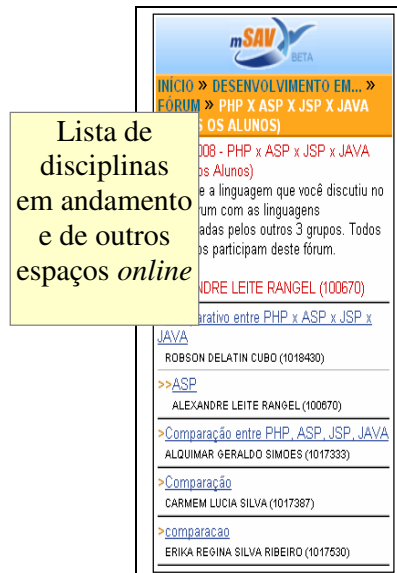 mSAV
BETA
INÍCIO » DESENVOLVIMENTO EM... »
FÓRUM » PHP X ASP X JSP X JAVA
OS ALUNOS)
Lista de
disciplinas
em andamento
e de outros
espaços online
008 - PHP x ASP x JSP x JAVA
os Alunos)
e a linguagem que você discutiu no
rum com as linguagens
adas pelos outros 3 grupos. Todos
os participam deste fórum.
NDRE LEITE RANGEL (100670)
arativo entre PHP x ASP x JSP x
JAVA
ROBSON DELATIN CUBO (1018430)
>>ASP
ALEXANDRE LEITE RANGEL (100670)
>Comparação entre PHP, ASP, JSP, JAVA
ALQUIMAR GERALDO SIMOES (1017333)
>Comparação
CARMEM LUCIA SILVA (1017387)
>comparacao
ERIKA REGINA SILVA RIBEIRO (1017530)